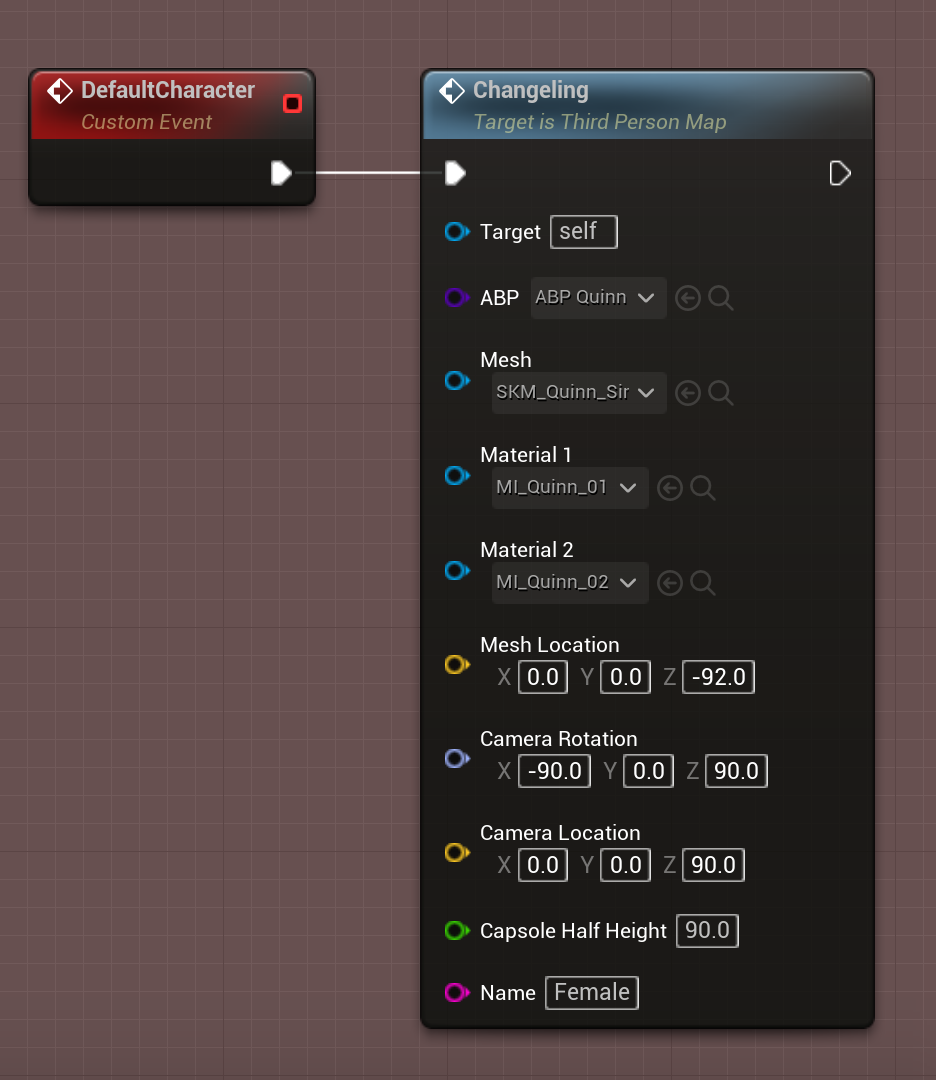 DefaultCharacter
Custom Event
Changeling
Target is Third Person Map
Target self
ABP ABP Quinn
Mesh
SKM_Quinn_Sir
Material 1
MI_Quinn_01
Material 2
MI_Quinn_02
Mesh Location
X 0.0 Y 0.0 Z -92.0
Camera Rotation
X -90.0 Y 0.0 Z 90.0
Camera Location
X 0.0 Y 0.0 Z 90.0
Capsole Half Height 90.0
Name Female